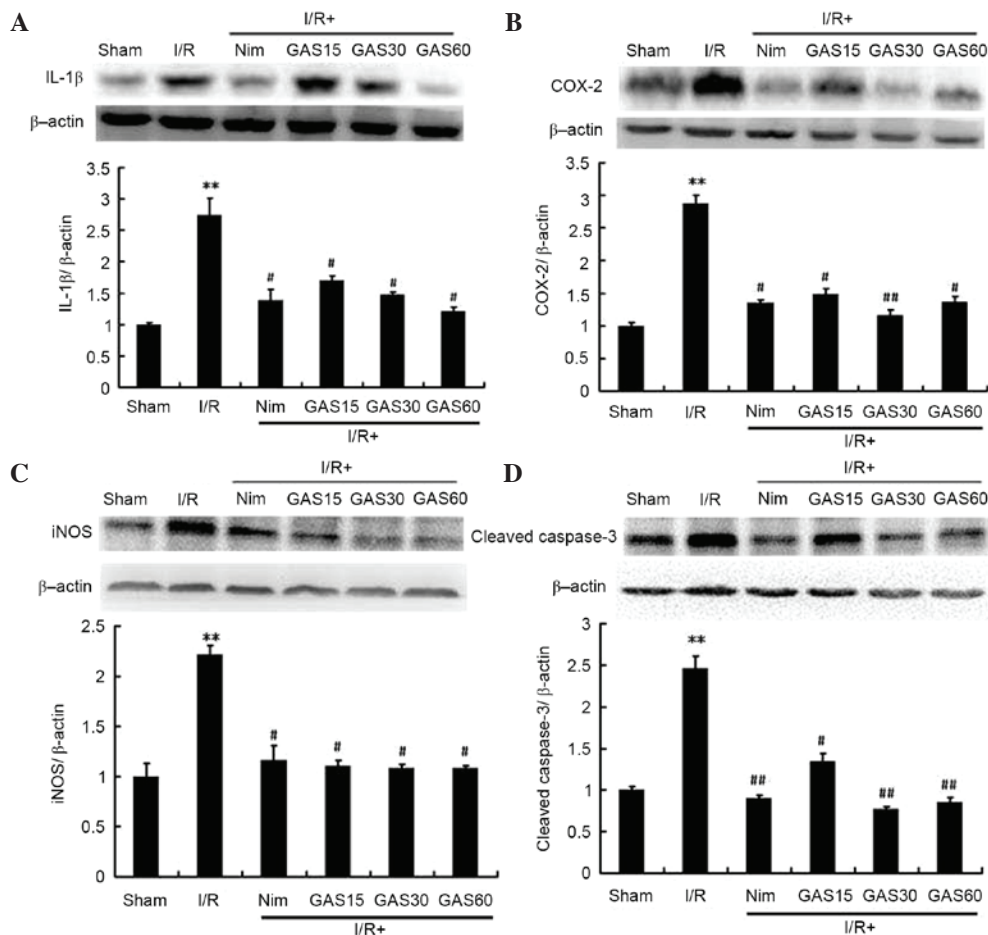 A
I/R+
Sham I/R Nim GAS15 GAS30 GAS60
IL-1β
β–actin
3.5
3
2.5
2
1.5
1
0.5
0
IL-1β/ β-actin
**
#
#
#
#
Sham I/R Nim GAS15 GAS30 GAS60
I/R+
B
I/R+
Sham I/R Nim GAS15 GAS30 GAS60
COX-2
β–actin
3.5
3
2.5
2
1.5
1
0.5
0
COX-2/ β-actin
**
#
#
##
#
Sham I/R Nim GAS15 GAS30 GAS60
I/R+
C
I/R+
Sham I/R Nim GAS15 GAS30 GAS60
iNOS
β–actin
2.5
2
1.5
1
0.5
0
iNOS/ β-actin
**
#
#
#
#
Sham I/R Nim GAS15 GAS30 GAS60
I/R+
D
I/R+
Sham I/R Nim GAS15 GAS30 GAS60
Cleaved caspase-3
β–actin
3
2.5
2
1.5
1
0.5
0
Cleaved caspase-3/ β-actin
**
##
#
##
##
Sham I/R Nim GAS15 GAS30 GAS60
I/R+